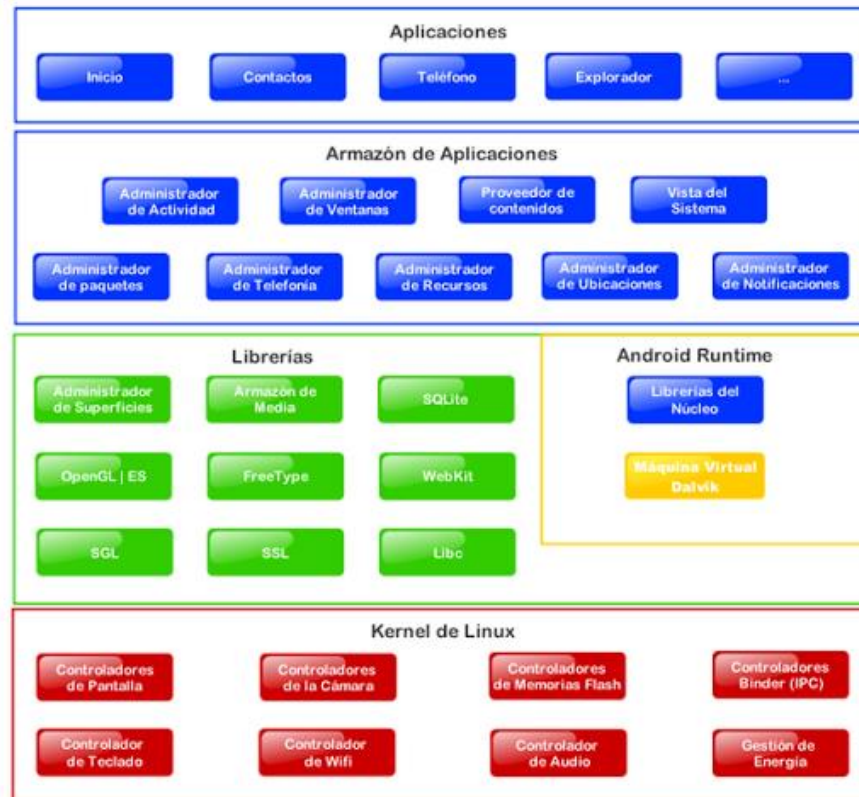 Aplicaciones
Inicio
Contactos
Teléfono
Explorador
...
Armazón de Aplicaciones
Administrador
de Actividad
Administrador
de Ventanas
Proveedor de
contenidos
Vista del
Sistema
Administrador
de paquetes
Administrador
de Telefonía
Administrador
de Recursos
Administrador
de Ubicaciones
Administrador
de Notificaciones
Librerías
Administrador
de Superficies
Armazón de
Media
SQLite
OpenGL | ES
FreeType
WebKit
SGL
SSL
Libc
Android Runtime
Librerías del
Núcleo
Máquina Virtual
Dalvik
Kernel de Linux
Controladores
de Pantalla
Controladores
de la Cámara
Controladores
de Memorias Flash
Controladores
Binder (IPC)
Controlador
de Teclado
Controlador
de Wifi
Controlador
de Audio
Gestión de
Energía